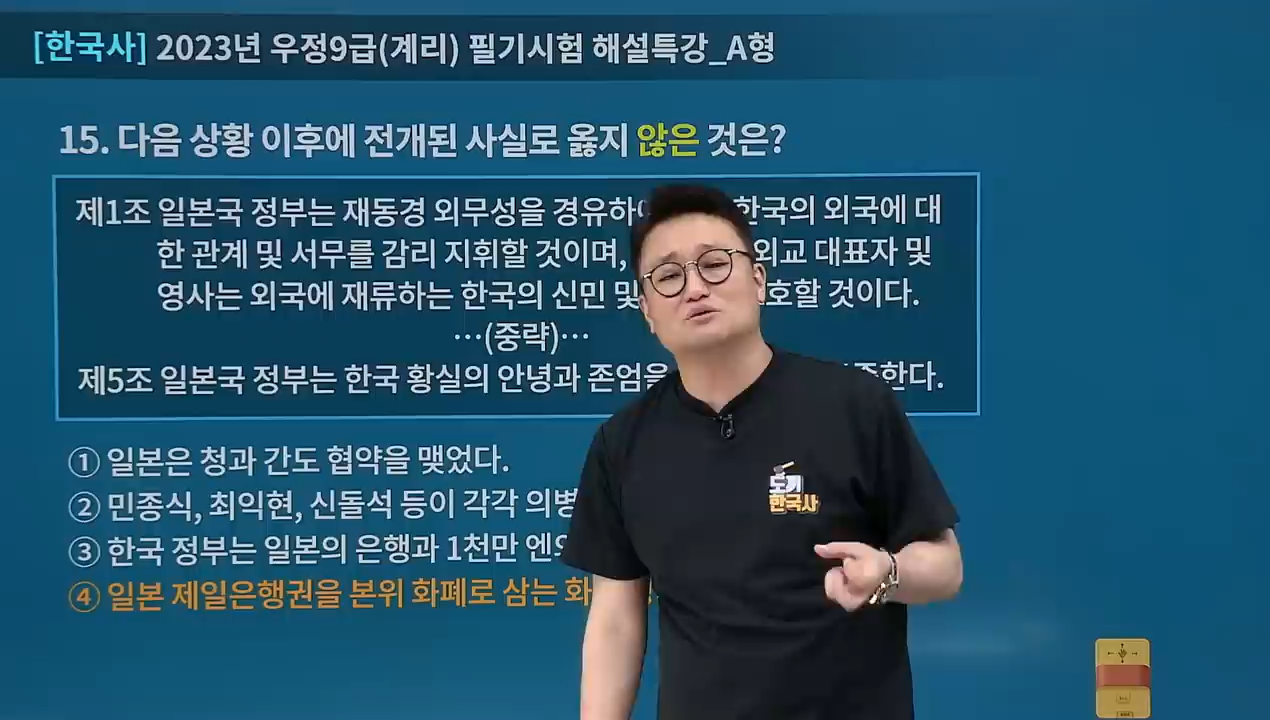 [한국사] 2023년 우정9급(계리) 필기시험 해설특강_A형
15. 다음 상황 이후에 전개된 사실로 옳지 않은 것은?
제1조 일본국 정부는 재동경 외무성을 경유하 한국의 외국에 대
한 관계 및 서무를 감리 지휘할 것이며, 외교 대표자 및
영사는 외국에 재류하는 한국의 신민 및 호할 것이다.
…(중략)…
제5조 일본국 정부는 한국 황실의 안녕과 존엄을 한다.
① 일본은 청과 간도 협약을 맺었다.
② 민종식, 최익현, 신돌석 등이 각각 의병
③ 한국 정부는 일본의 은행과 1천만 엔
④ 일본 제일은행권을 본위 화폐로 삼는 화
도끼
한국사